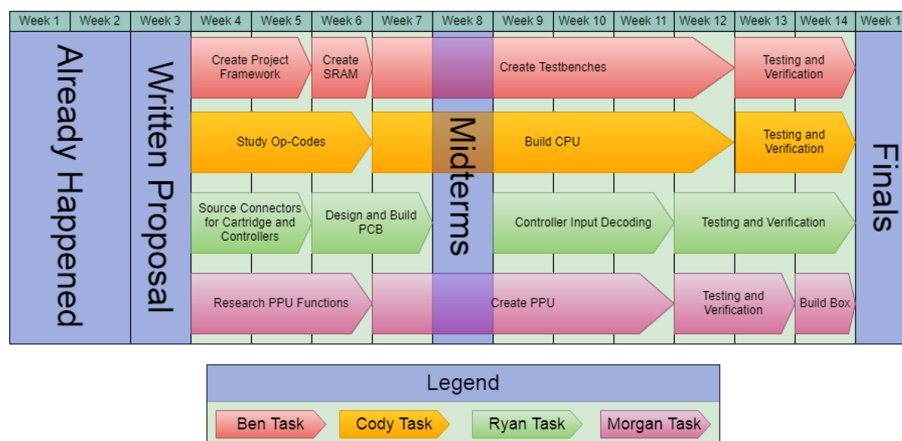 Week 1 Week 2 Week 3 Week 4 Week 5 Week 6 Week 7 Week 8 Week 9 Week 10 Week 11 Week 12 Week 13 Week 14 Week 1
Already Happened
Written Proposal
Midterms
Finals
Create Project
Framework
Create
SRAM
Create Testbenches
Testing and
Verification
Study Op-Codes
Build CPU
Testing and
Verification
Source Connectors
for Cartridge and
Controllers
Design and Build
PCB
Controller Input Decoding
Testing and Verification
Research PPU Functions
Create PPU
Testing and
Verification
Build Box
Legend
Ben Task
Cody Task
Ryan Task
Morgan Task